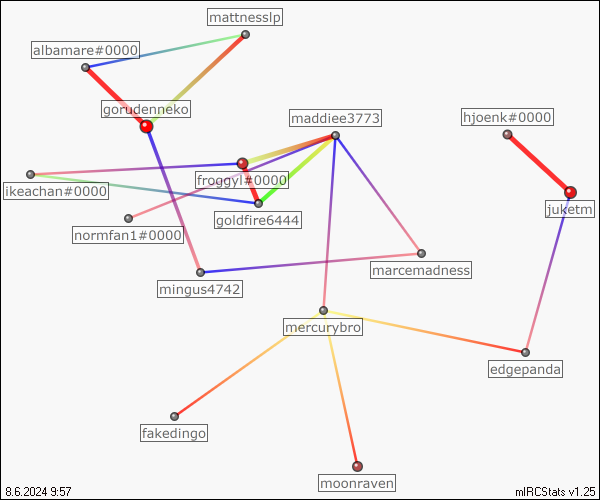 mattnesslp
albamare#0000
gorudenneko
maddiee3773
hjoenk#0000
froggyl#0000
ikeachan#0000
juketm
goldfire6444
normfan1#0000
marcemadness
mingus4742
mercurybro
edgepanda
fakedingo
moonraven
8.6.2024 9:57
mIRCStats v1.25